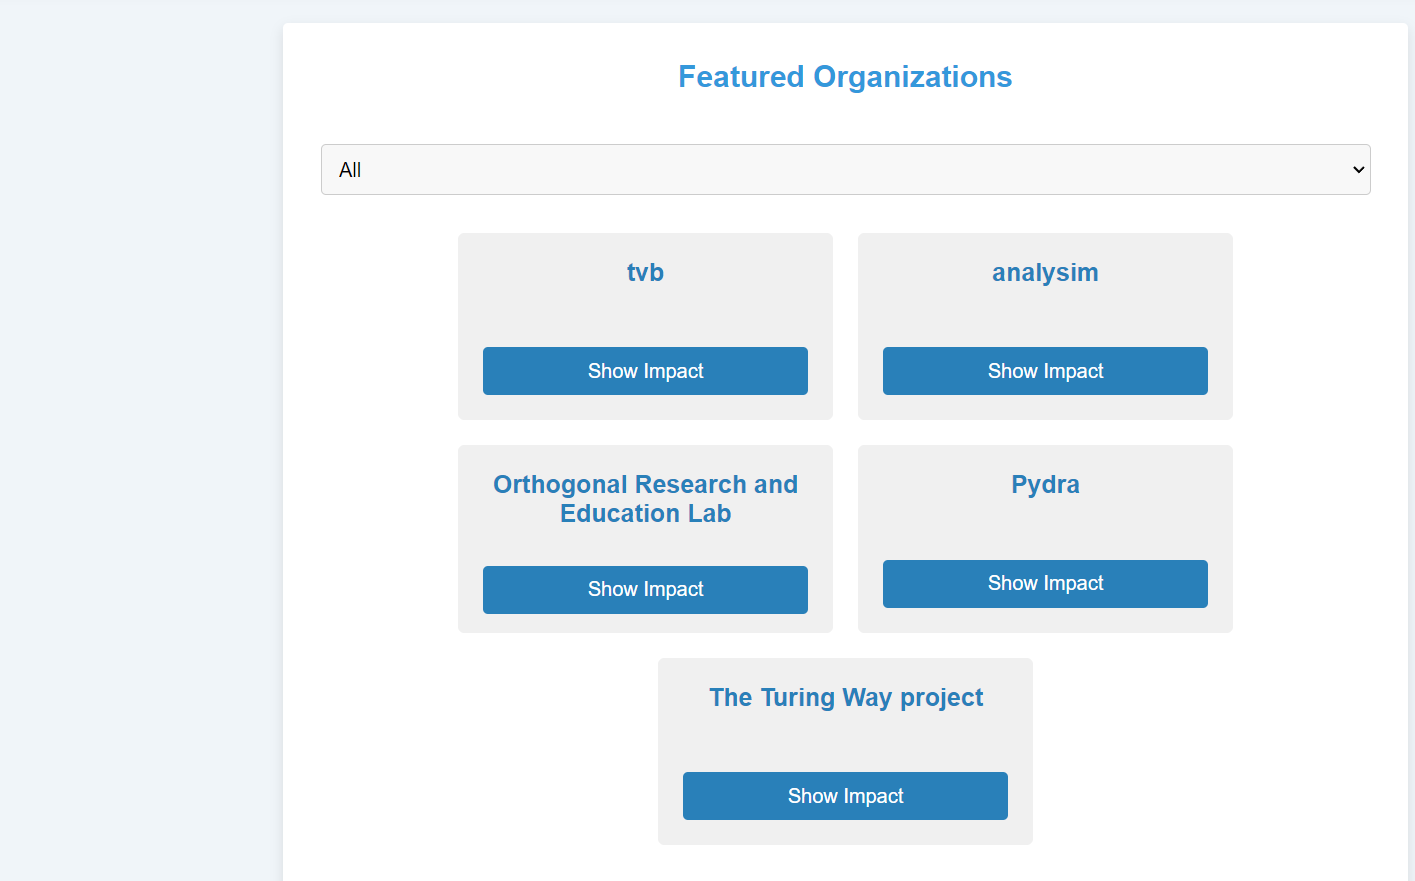 Featured Organizations
All
tvb
analysim
Show Impact
Show Impact
Orthogonal Research and
Education Lab
Pydra
Show Impact
Show Impact
The Turing Way project
Show Impact